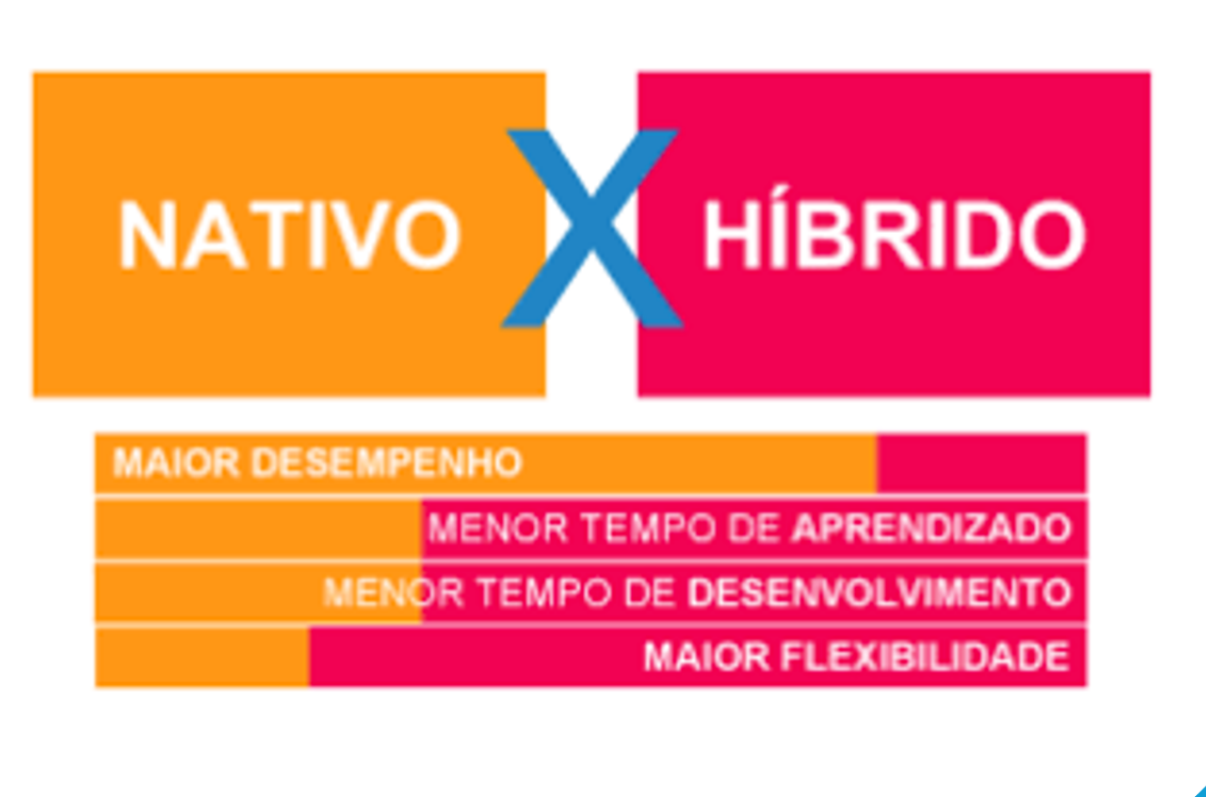 NATIVO X HÍBRIDO
MAIOR DESEMPENHO
MENOR TEMPO DE APRENDIZADO
MENOR TEMPO DE DESENVOLVIMENTO
MAIOR FLEXIBILIDADE